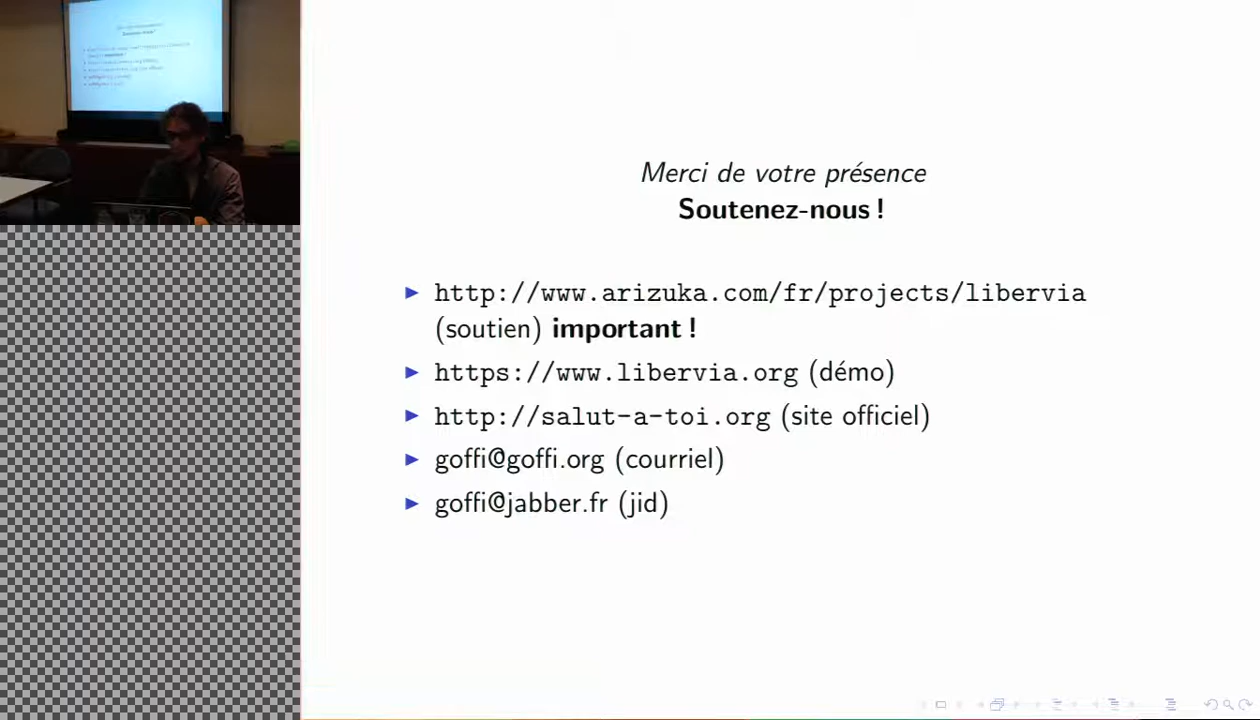 Merci de votre présence
Soutenez-nous !
http://www.arizuka.com/fr/projects/libervia
(soutien) important !
https://www.libervia.org (démo)
http://salut-a-toi.org (site officiel)
goffi@goffi.org (courriel)
goffi@jabber.fr (jid)